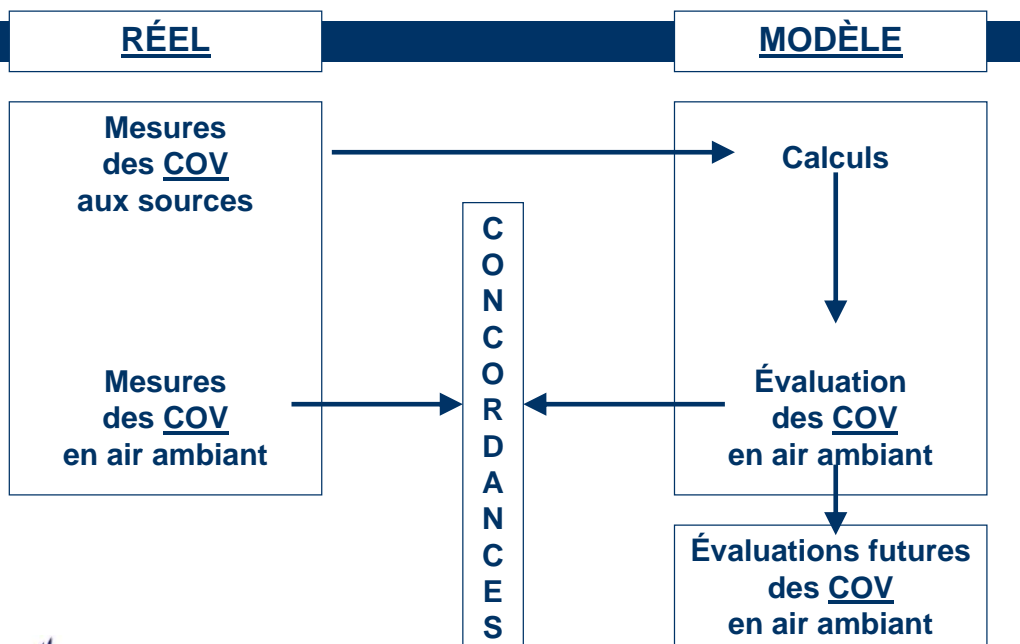 RÉEL
MODÈLE
Mesures
des COV
aux sources
Calculs
C
O
N
C
O
R
D
A
N
C
E
S
Mesures
des COV
en air ambiant
Évaluation
des COV
en air ambiant
Évaluations futures
des COV
en air ambiant